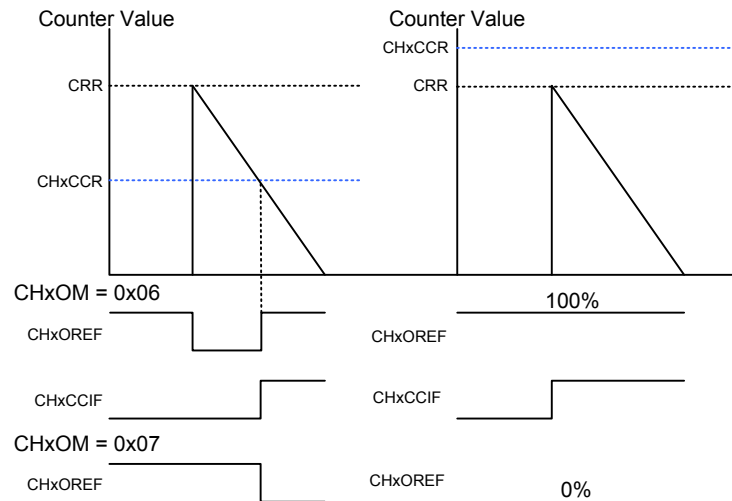 Counter Value
CRR
CHxCCR
CHxOM = 0x06
CHxOREF
CHxCCIF
CHxOM = 0x07
CHxOREF
Counter Value
CHxCCR
CRR
100%
CHxOREF
CHxCCIF
CHxOREF
0%